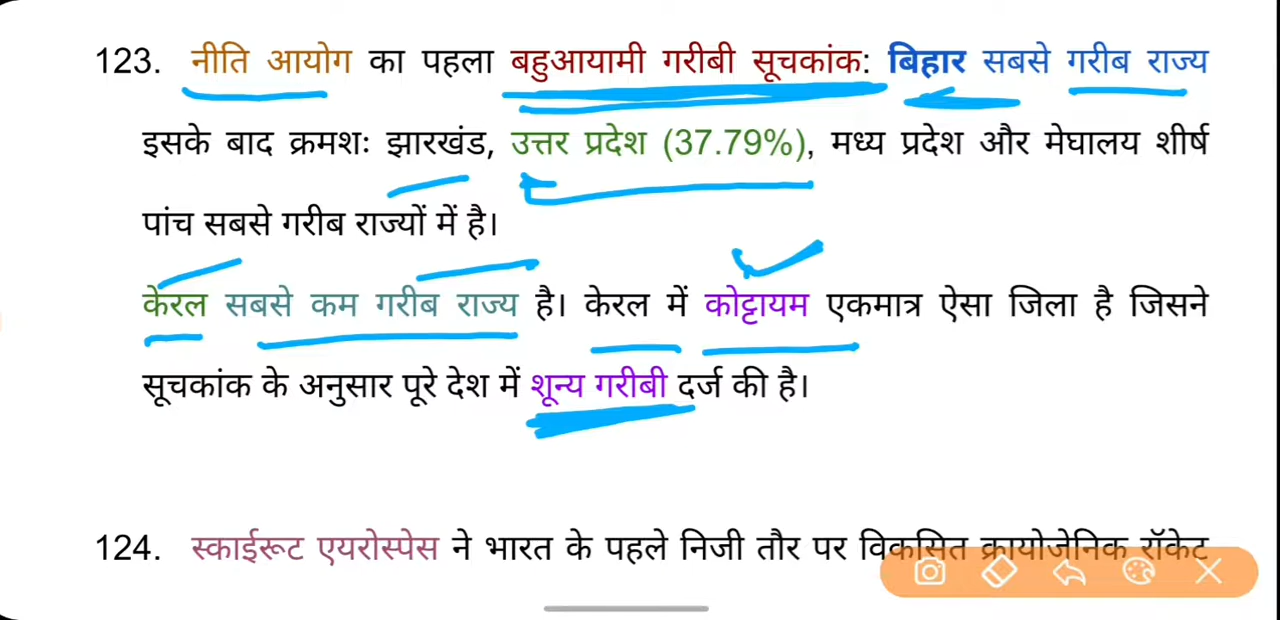 123. नीति आयोग का पहला बहुआयामी गरीबी सूचकांक: बिहार सबसे गरीब राज्य
इसके बाद क्रमशः झारखंड, उत्तर प्रदेश (37.79%), मध्य प्रदेश और मेघालय शीर्ष
पांच सबसे गरीब राज्यों में है।
केरल सबसे कम गरीब राज्य है। केरल में कोट्टायम एकमात्र ऐसा जिला है जिसने
सूचकांक के अनुसार पूरे देश में शून्य गरीबी दर्ज की है।
124. स्काईरूट एयरोस्पेस ने भारत के पहले निजी तौर पर विकसित क्रायोजेनिक रॉकेट